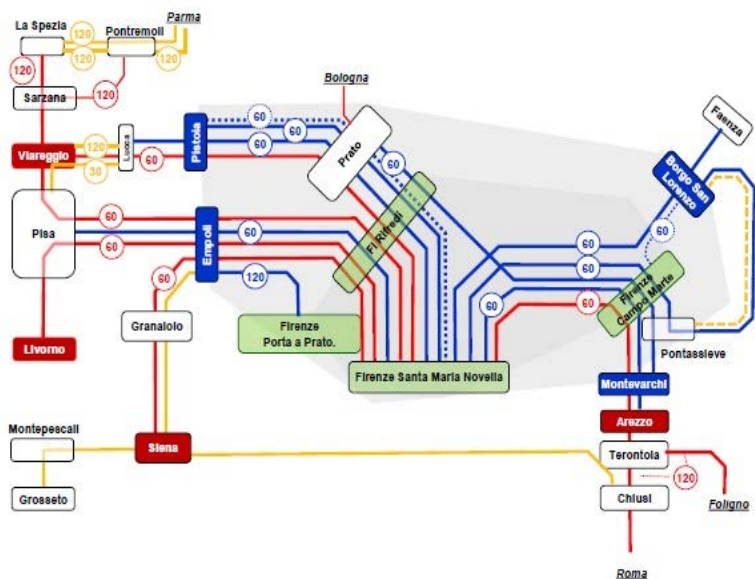 Parma
La Spezia
Pontremoli
120
120
120
120
120
Sarzana
120
Bologna
Viareggio
Lucca
120
30
60
Pistoia
60
60
60
Prato
60
Faenza
Borgo San
Lorenzo
60
Pisa
60
60
60
Empoli
60
120
FI Rifredi
60
60
60
60
Firenze
Campo Marte
Granaiolo
Firenze
Porta a Prato.
Firenze Santa Maria Novella
Pontassieve
Livorno
Montevarchi
Arezzo
Montepescali
Siena
Terontola
120
Grosseto
Chiusi
Foligno
Roma